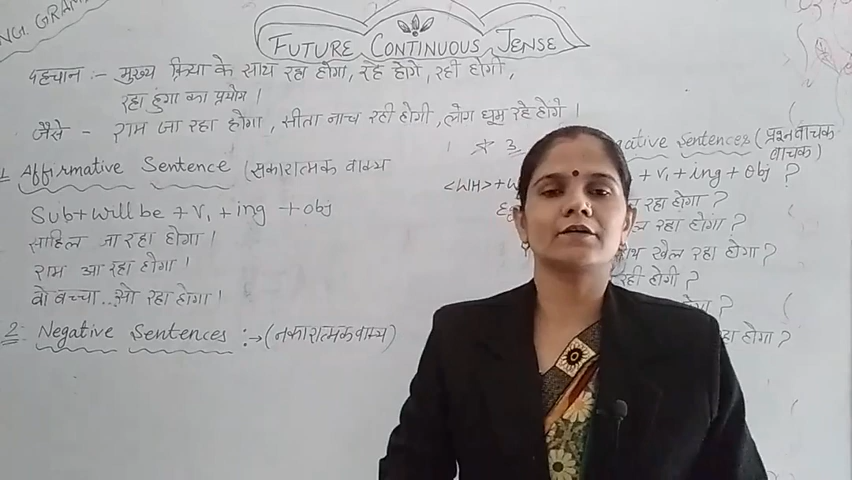 FUTURE CONTINUOUS TENSE
पहचान :- मुख्य क्रिया के साथ रहा होगा, रहे होगे, रही होगी,
रहा हुंगा का प्रयोग।
जैसे - राम जा रहा होगा, सीता नाच रही होगी, लोग घूम रहे होंगे।
1 Affirmative Sentence (सकारात्मक वाक्य
Sub+will be +V1 +ing +obj
साहिल जा रहा होगा।
राम आ रहा होगा।
वो बच्चा..सो रहा होगा।
2 Negative Sentences :→ (नकारात्मक वाक्य)
3. gative Sentences (प्रश्नवाचक
वाचक)
<WH>+W + V1 +ing + obj ?
रहा होगा?
रहा होगा?
खेल रहा होगा?
रही होगी?
होगा?
हा होगा?